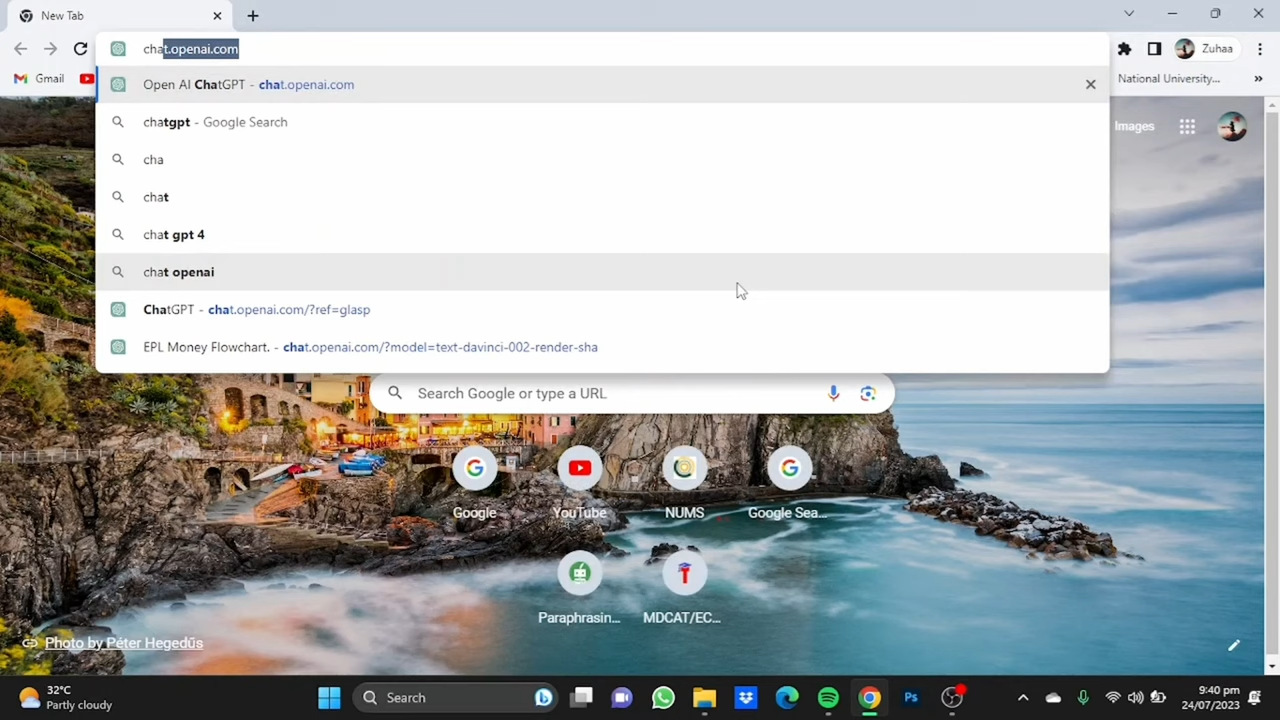 New Tab
chat.openai.com
Zuhaa
Gmail
National University...
Open AI ChatGPT - chat.openai.com
chatgpt - Google Search
cha
chat
chat gpt 4
chat openai
ChatGPT - chat.openai.com/?ref=glasp
EPL Money Flowchart. - chat.openai.com/?model=text-davinci-002-render-sha
Images
Search Google or type a URL
Google
YouTube
NUMS
Google Sea...
Paraphrasin...
MDCAT/EC...
Photo by Péter Hegedűs
32°C
Partly cloudy
Search
Ps
9:40 pm
24/07/2023